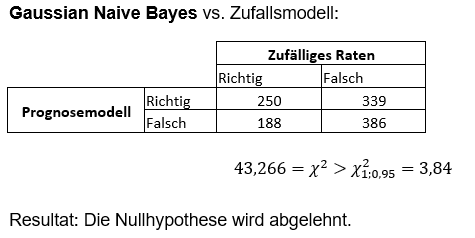 Gaussian Naive Bayes vs. Zufallsmodell:
Zufälliges Raten
Richtig Falsch
Prognosemodell
Richtig 250 339
Falsch 188 386
43,266 = χ² > χ²₁;₀,₉₅ = 3,84
Resultat: Die Nullhypothese wird abgelehnt.